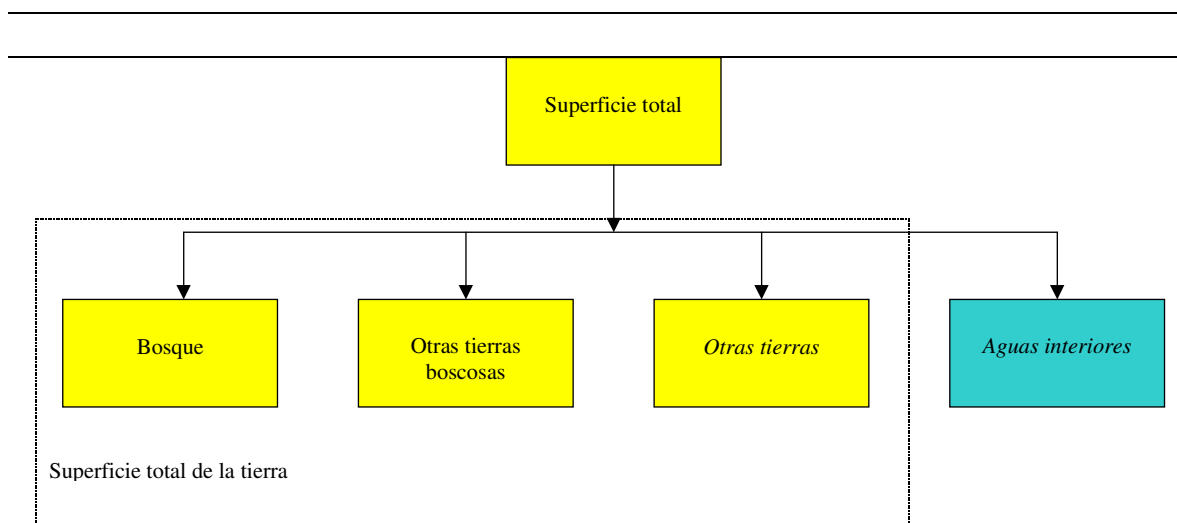 Superficie total
Bosque
Otras tierras
boscosas
Otras tierras
Aguas interiores
Superficie total de la tierra